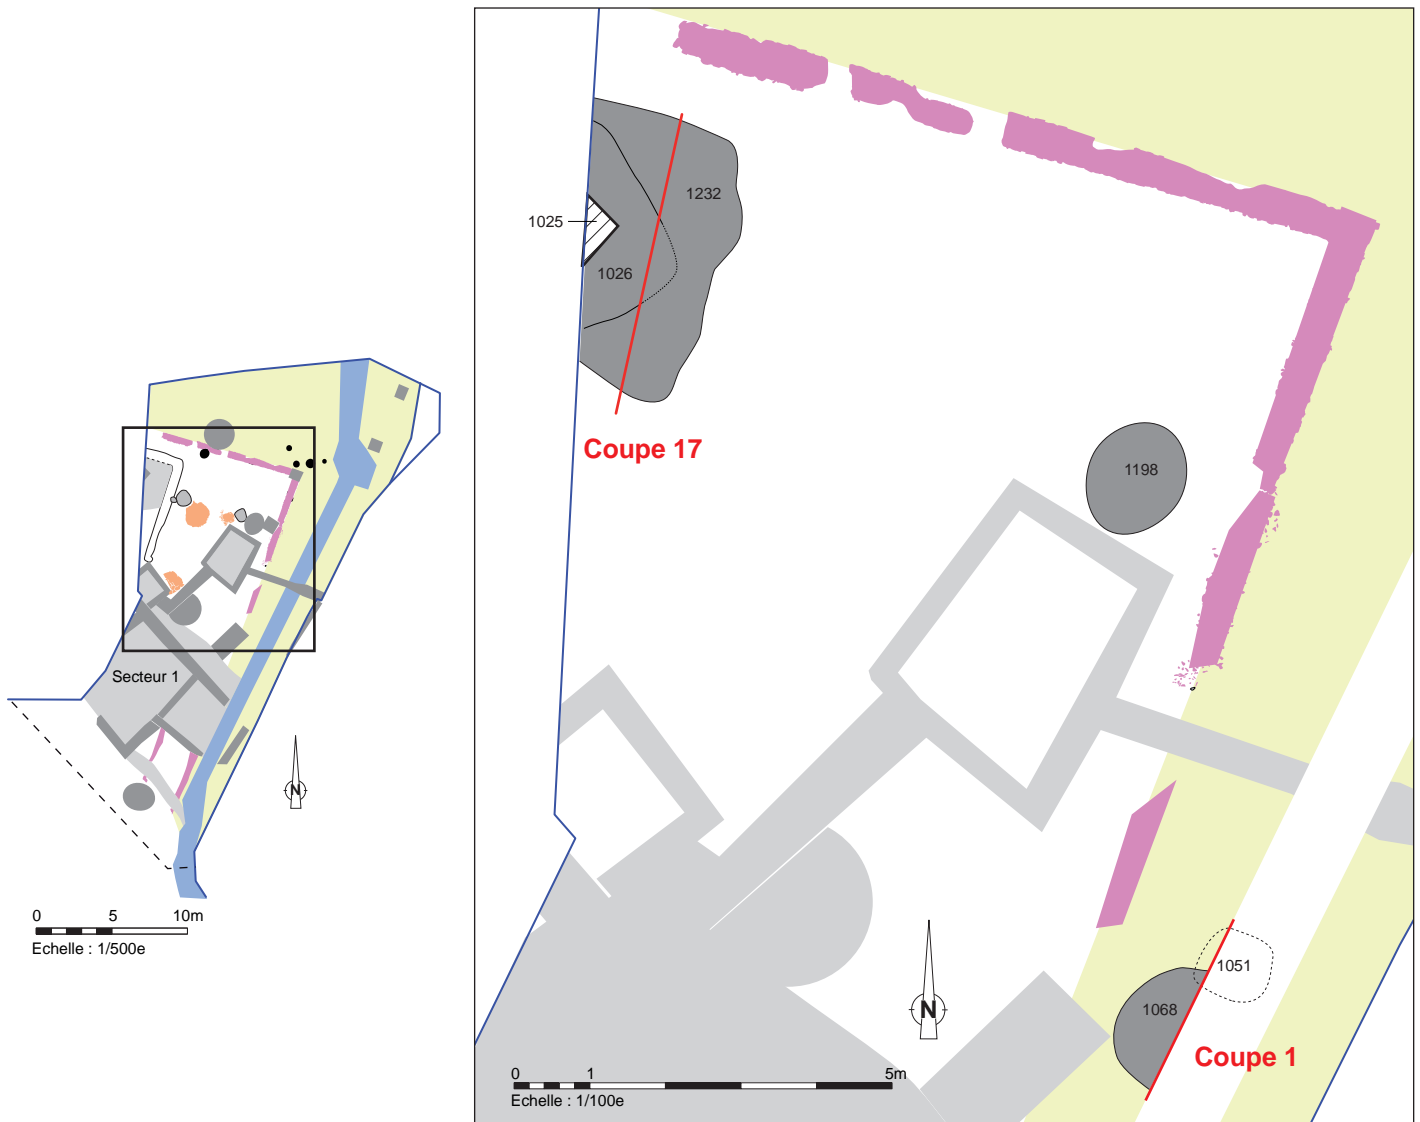 Secteur 1
N
0 5 10m
Echelle : 1/500e
1232
1025
1026
Coupe 17
1198
1051
1068
N
Coupe 1
0 1 5m
Echelle : 1/100e